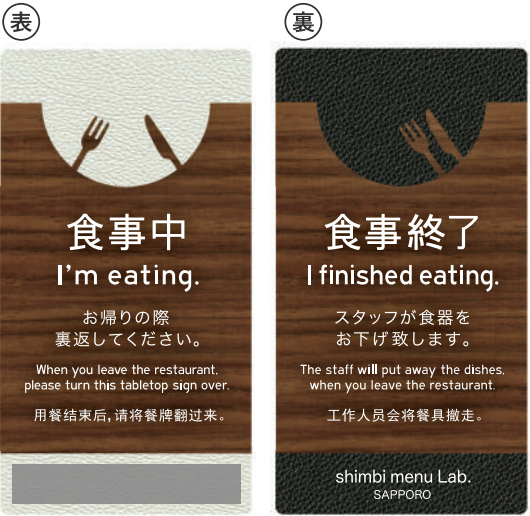 表
食事中
I'm eating.
お帰りの際
裏返してください。
When you leave the restaurant,
please turn this tabletop sign over.
用餐结束后,请将餐牌翻过来。
裏
食事終了
I finished eating.
スタッフが食器を
お下げ致します。
The staff will put away the dishes,
when you leave the restaurant.
工作人员会将餐具撤走。
shimbi menu Lab.
SAPPORO